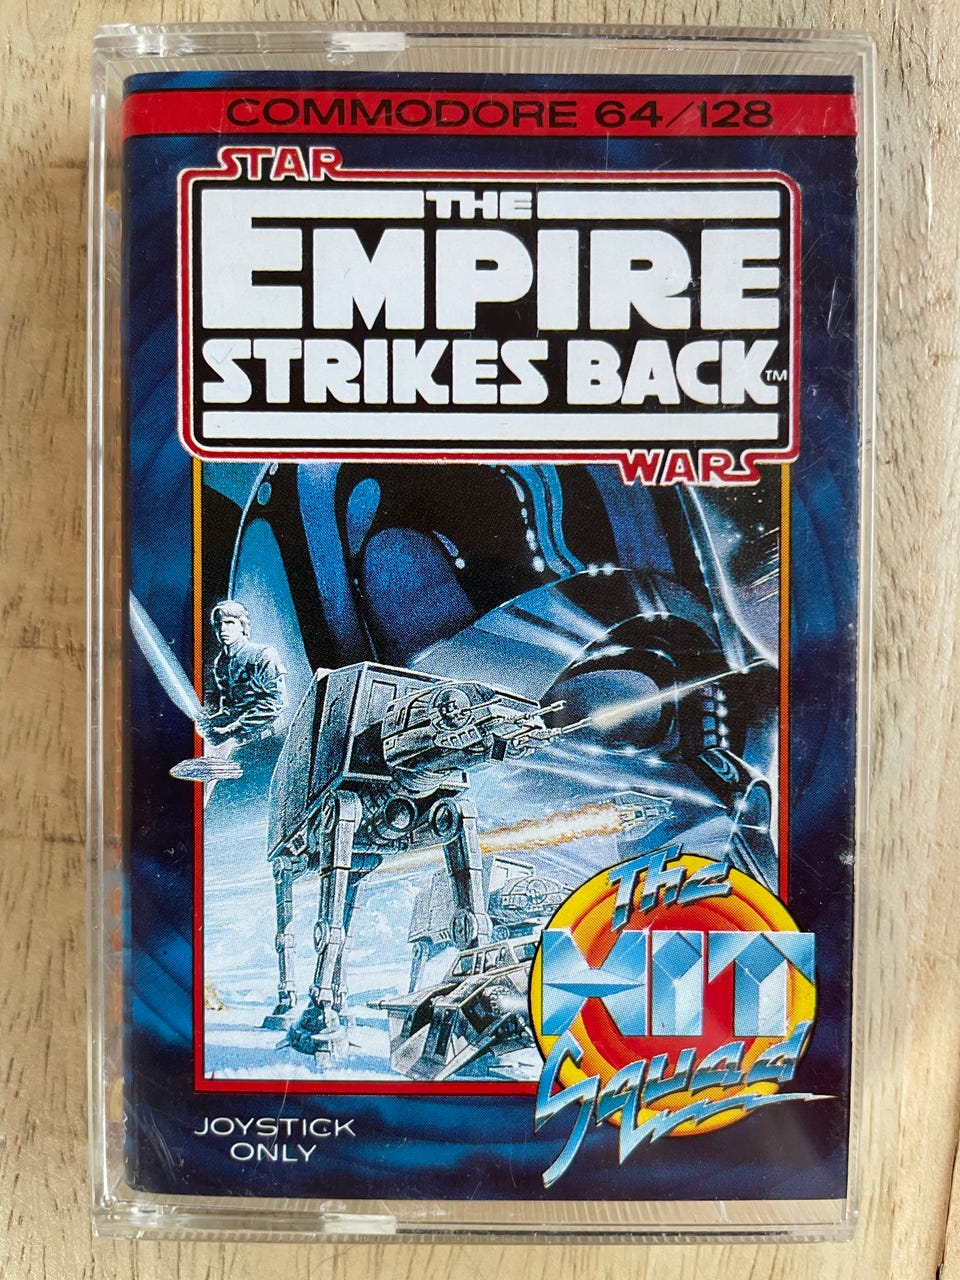 COMMODORE 64/128
STAR
THE
EMPIRE
STRIKES BACK™
WARS
The
HIT
Squad
JOYSTICK
ONLY